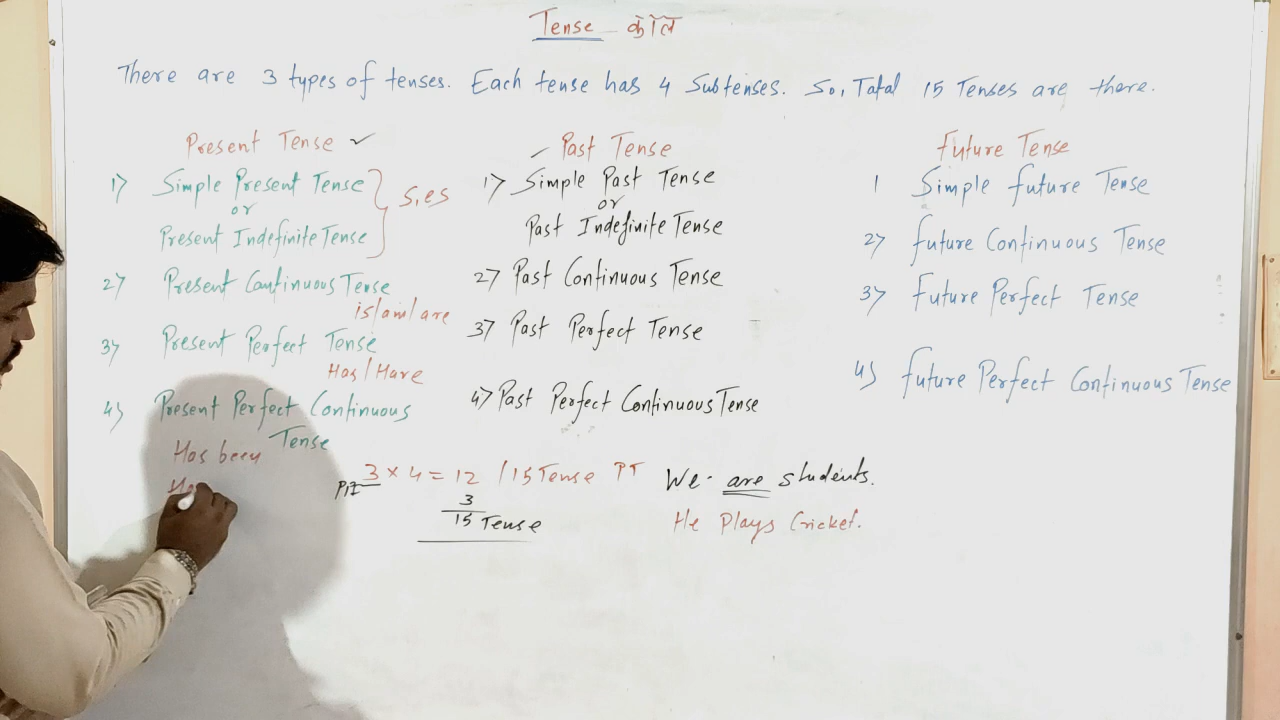 Tense काल
There are 3 types of tenses. Each tense has 4 Subtenses. So, Total 15 Tenses are there.
Present Tense ✓
1) Simple Present Tense
or
Present Indefinite Tense
S, es
2) Present Continuous Tense
is/am/are
3) Present Perfect Tense
Has/Have
4) Present Perfect Continuous
Tense
Has been
Ha
Past Tense
1) Simple Past Tense
or
Past Indefinite Tense
2) Past Continuous Tense
3) Past Perfect Tense
4) Past Perfect Continuous Tense
Future Tense
1 Simple future Tense
2) future Continuous Tense
3) Future Perfect Tense
4) future Perfect Continuous Tense
3 × 4 = 12 / 15 Tense PT
3
15 Tense
We are students.
He Plays Cricket.